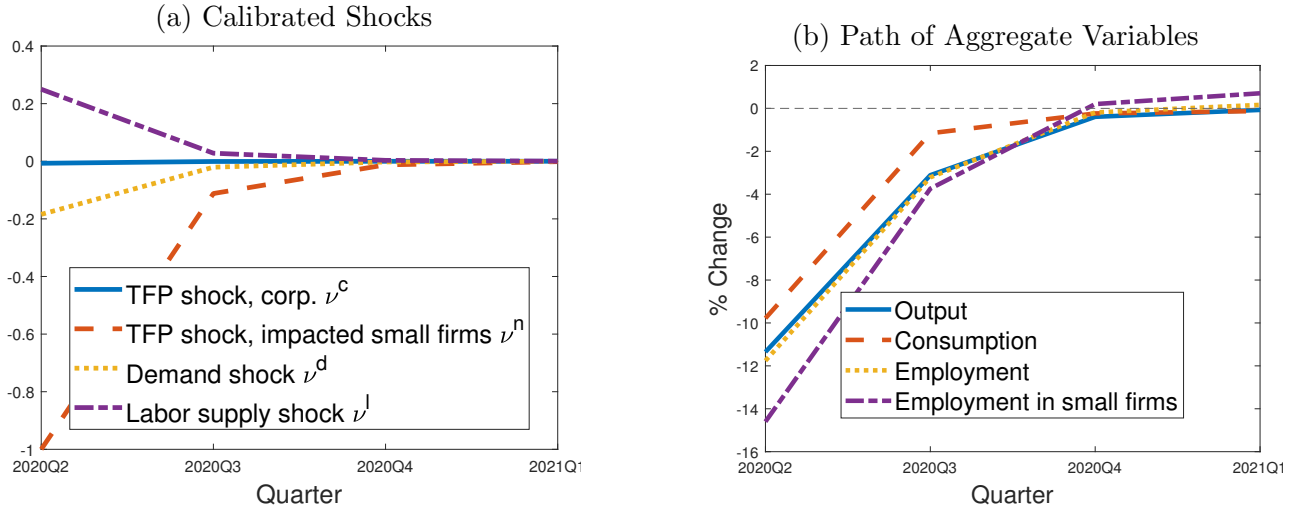 (a) Calibrated Shocks
0.4
0.2
0
-0.2
-0.4
-0.6
-0.8
-1
TFP shock, corp. ν^c
TFP shock, impacted small firms ν^n
Demand shock ν^d
Labor supply shock ν^l
2020Q2 2020Q3 2020Q4 2021Q1
Quarter
(b) Path of Aggregate Variables
% Change
2
0
-2
-4
-6
-8
-10
-12
-14
-16
Output
Consumption
Employment
Employment in small firms
2020Q2 2020Q3 2020Q4 2021Q1
Quarter